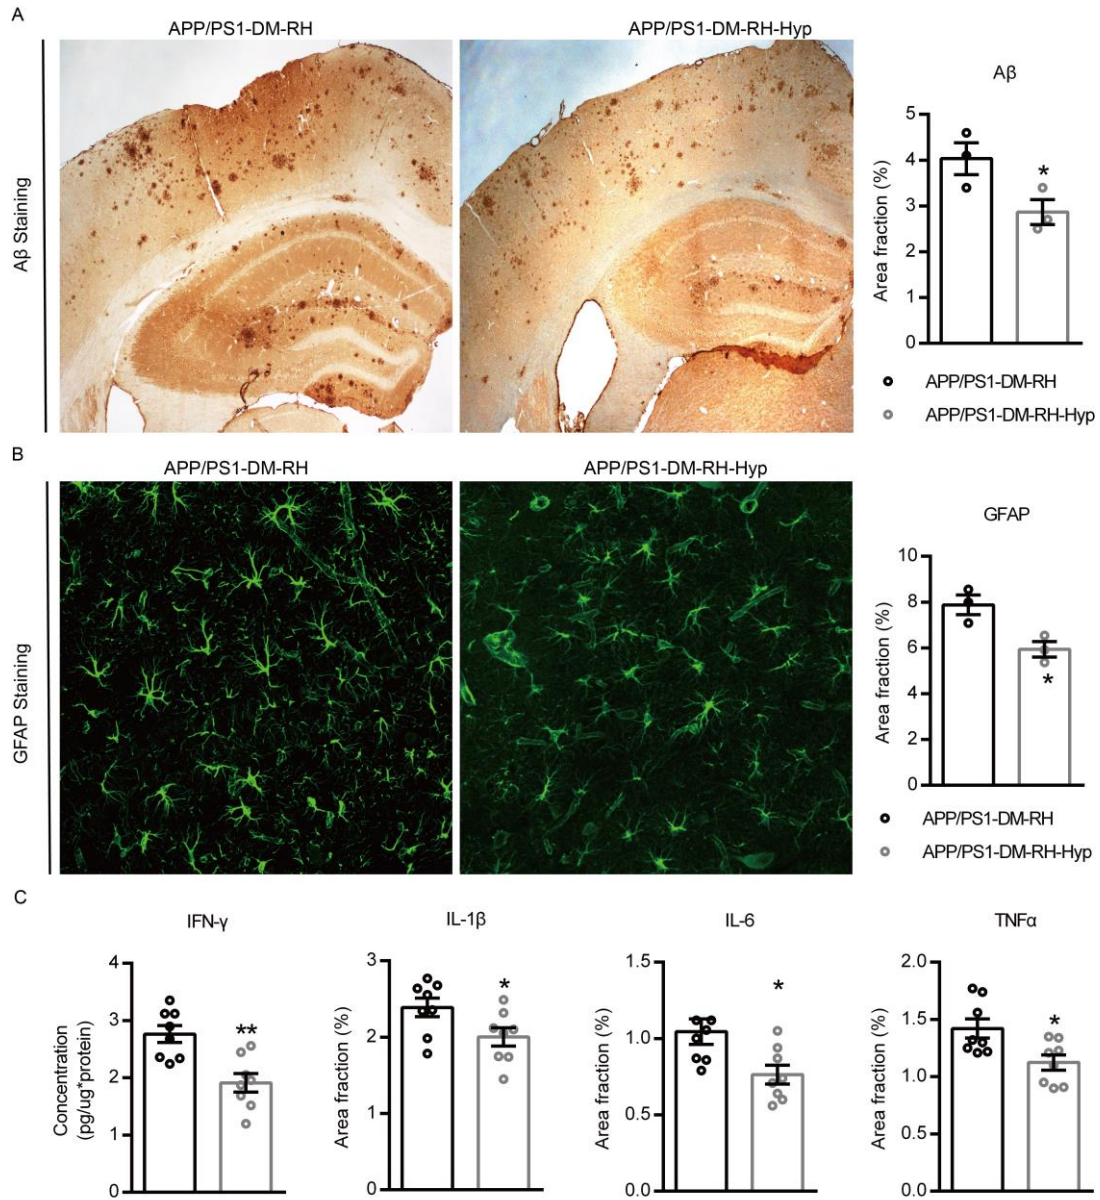 A
APP/PS1-DM-RH
APP/PS1-DM-RH-Hyp
Aβ Staining
Aβ
Area fraction (%)
5
4
3
2
1
0
*
APP/PS1-DM-RH
APP/PS1-DM-RH-Hyp
B
APP/PS1-DM-RH
APP/PS1-DM-RH-Hyp
GFAP Staining
GFAP
Area fraction (%)
10
8
6
4
2
0
*
APP/PS1-DM-RH
APP/PS1-DM-RH-Hyp
C
IFN-γ
Concentration
(pg/ug*protein)
4
3
2
1
0
**
IL-1β
Area fraction (%)
3
2
1
0
*
IL-6
Area fraction (%)
1.5
1.0
0.5
0.0
*
TNFα
Area fraction (%)
2.0
1.5
1.0
0.5
0.0
*